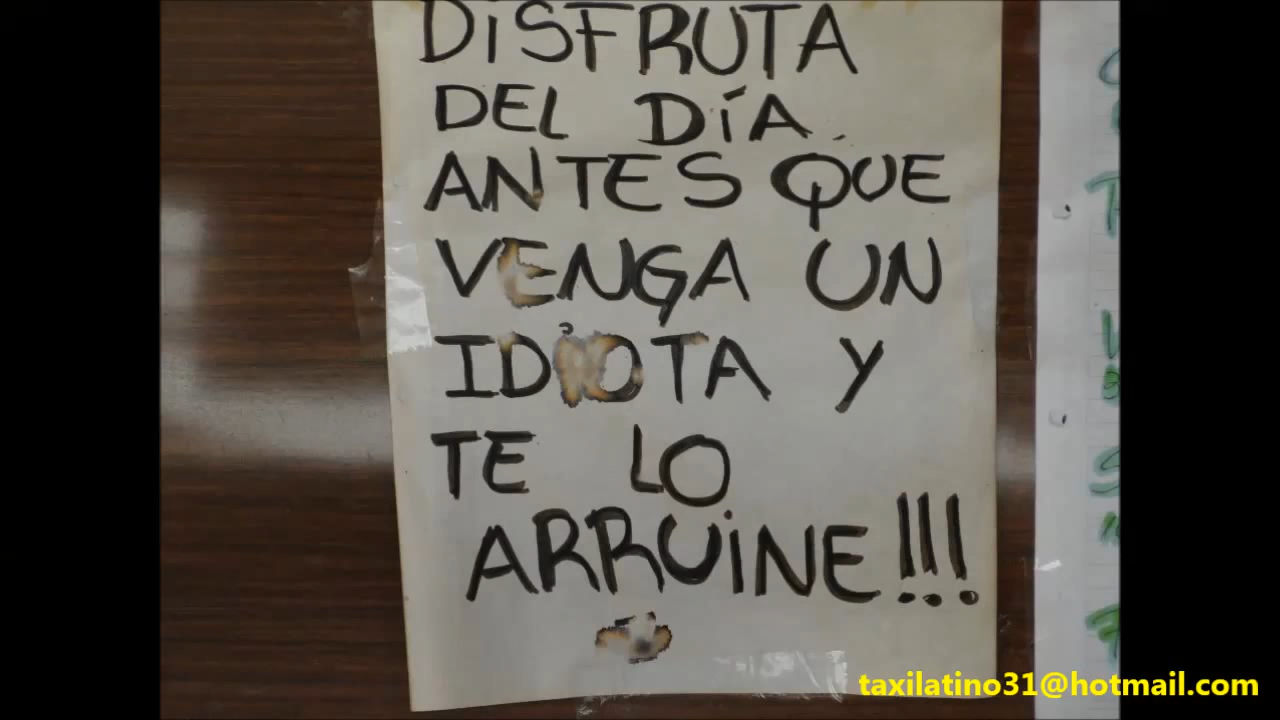 DISFRUTA
DEL DÍA
ANTES QUE
VENGA UN
IDIOTA Y
TE LO
ARRUINE!!!
taxilatino31@hotmail.com